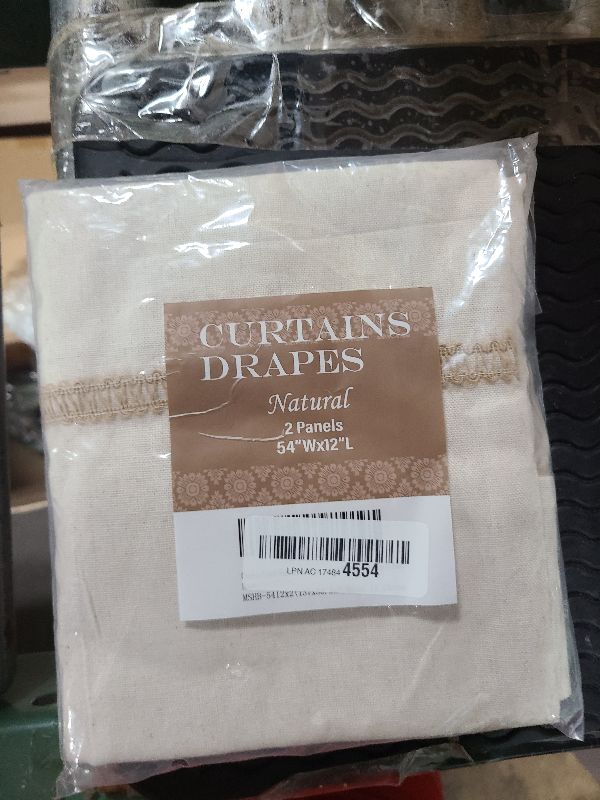 CURTAINS
DRAPES
Natural
2 Panels
54"Wx12"L
LPN AC 17484 4554